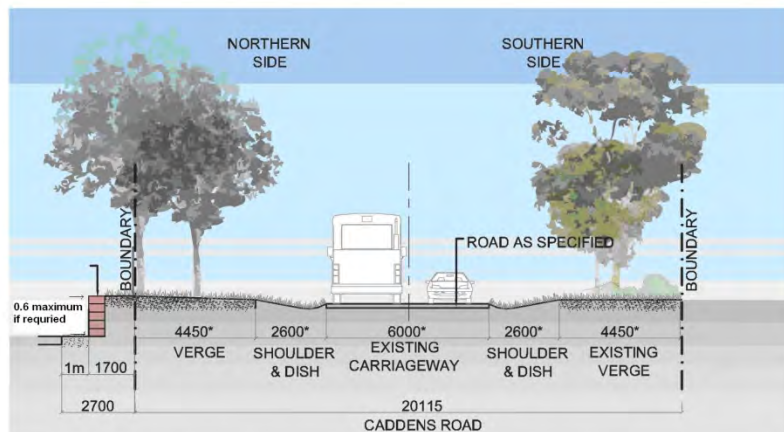 NORTHERN
SIDE
SOUTHERN
SIDE
BOUNDARY
BOUNDARY
ROAD AS SPECIFIED
0.6 maximum
if requried
4450*
2600*
6000*
2600*
4450*
VERGE
SHOULDER
& DISH
EXISTING
CARRIAGEWAY
SHOULDER
& DISH
EXISTING
VERGE
1m
1700
2700
20115
CADDENS ROAD